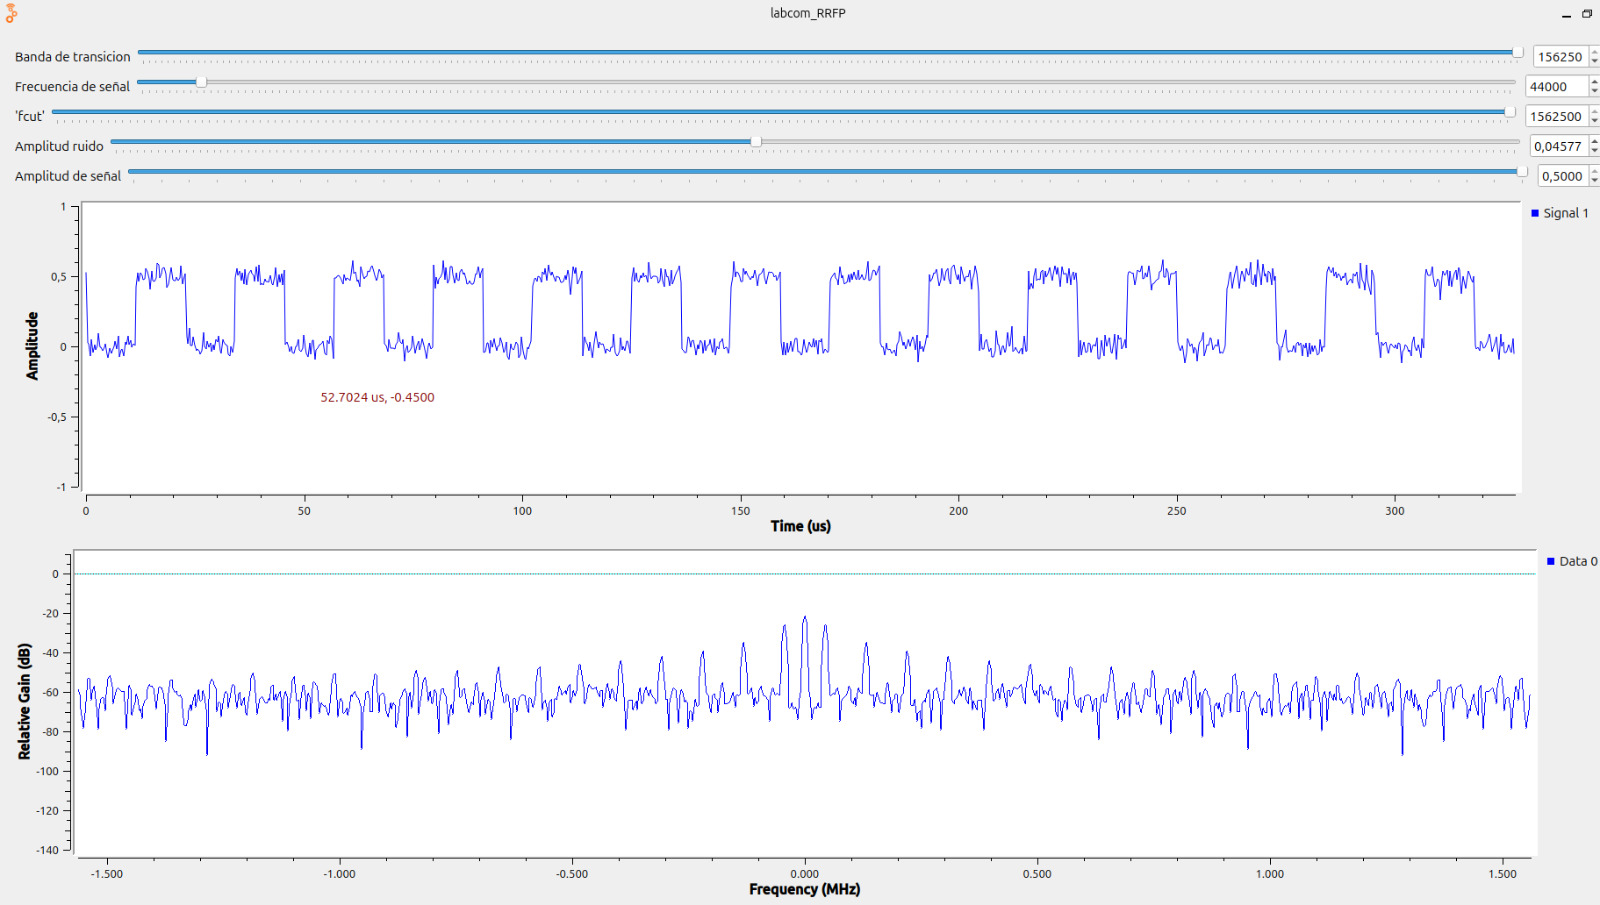 labcom_RRFP
Banda de transicion 156250
Frecuencia de señal 44000
'fcut' 1562500
Amplitud ruido 0,04577
Amplitud de señal 0,5000
Signal 1
1
0,5
0
-0,5
-1
Amplitude
52.7024 us, -0.4500
0 50 100 150 200 250 300
Time (us)
Data 0
0
-20
-40
-60
-80
-100
-120
-140
Relative Gain (dB)
-1.500 -1.000 -0.500 0.000 0.500 1.000 1.500
Frequency (MHz)